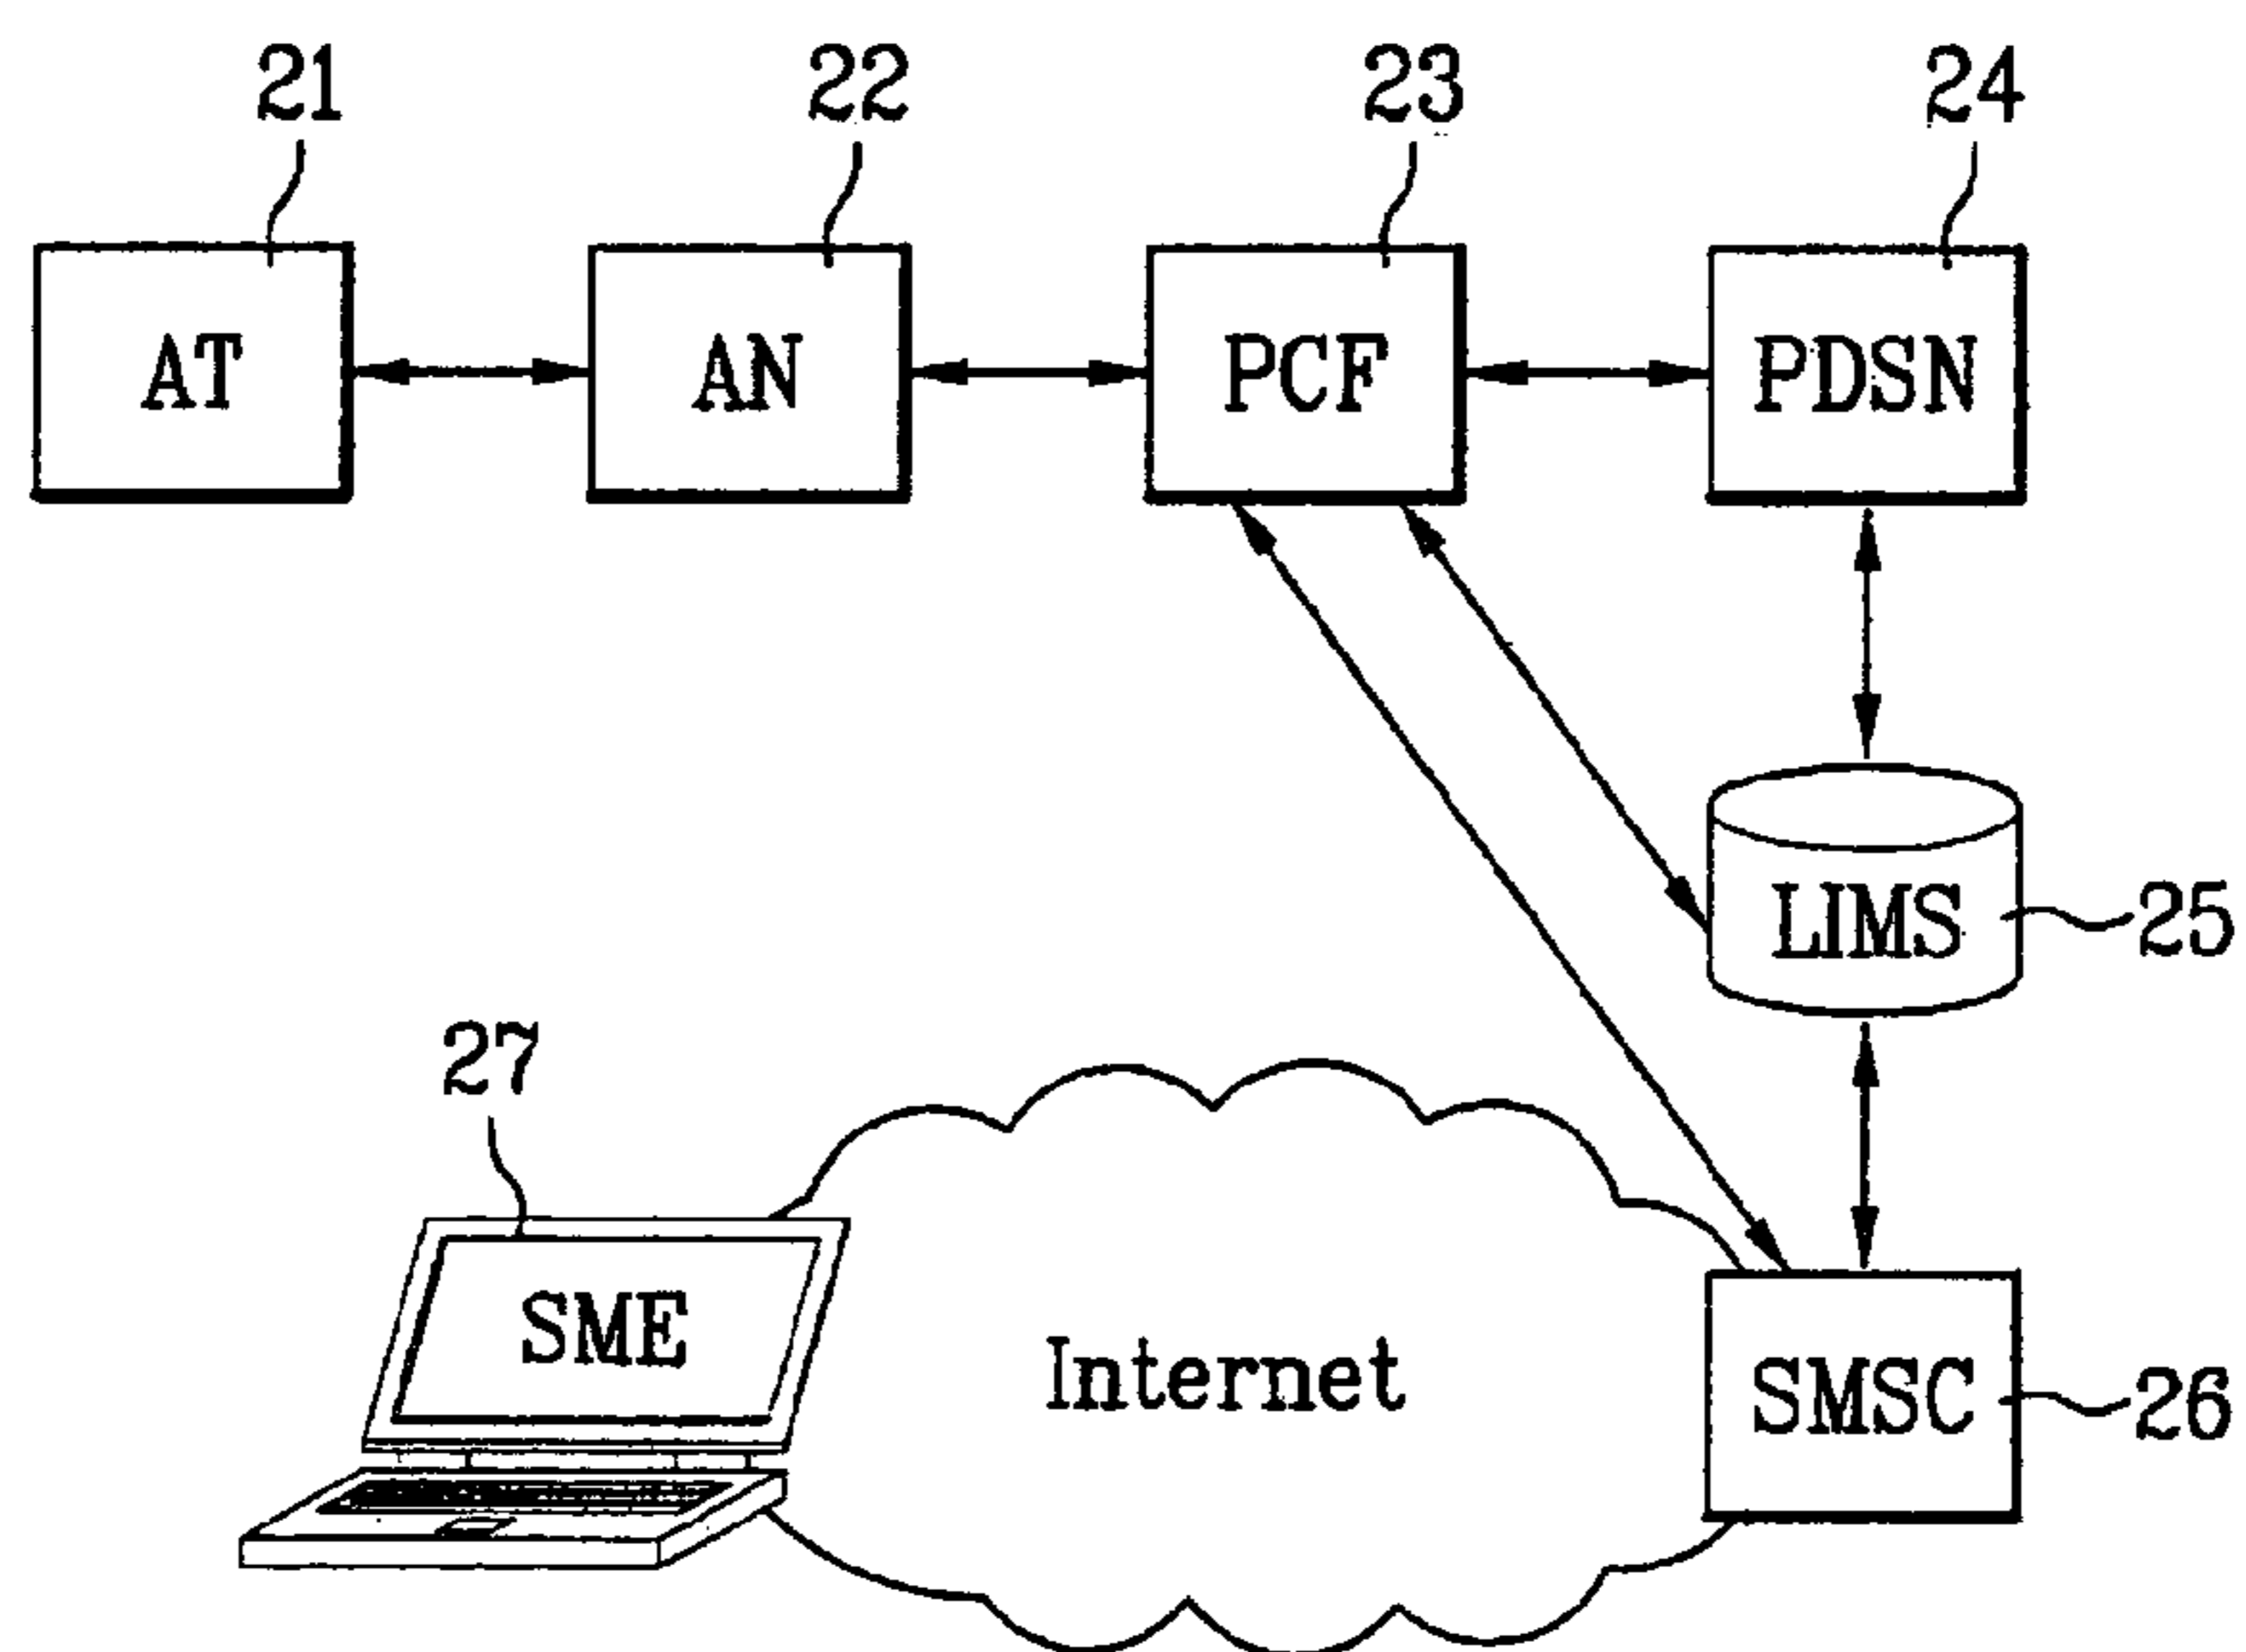 21
22
23
24
AT
AN
PCF
PDSN
LIMS
25
27
SME
Internet
SMSC
26